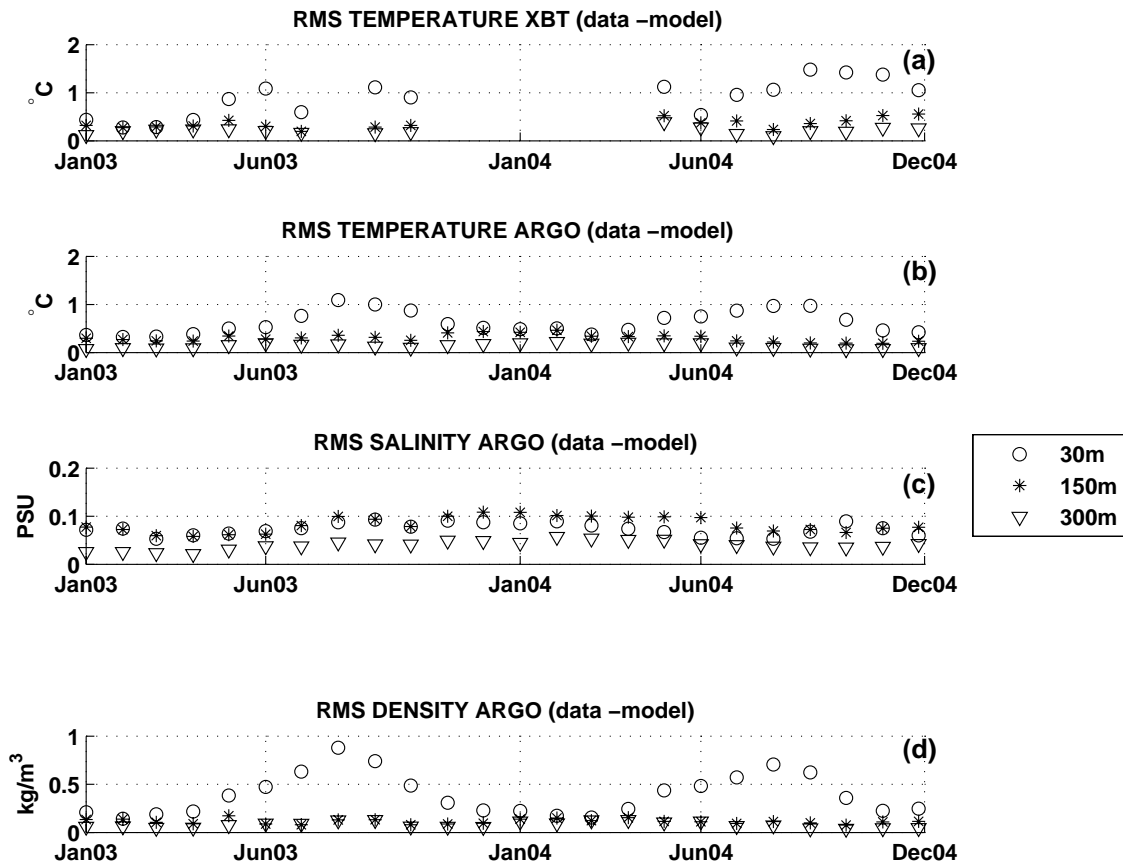 RMS TEMPERATURE XBT (data −model)
(a)
2
1
0
°C
Jan03 Jun03 Jan04 Jun04 Dec04
RMS TEMPERATURE ARGO (data −model)
(b)
2
1
0
°C
Jan03 Jun03 Jan04 Jun04 Dec04
RMS SALINITY ARGO (data −model)
(c)
0.2
0.1
0
PSU
Jan03 Jun03 Jan04 Jun04 Dec04
30m
150m
300m
RMS DENSITY ARGO (data −model)
(d)
1
0.5
0
kg/m³
Jan03 Jun03 Jan04 Jun04 Dec04